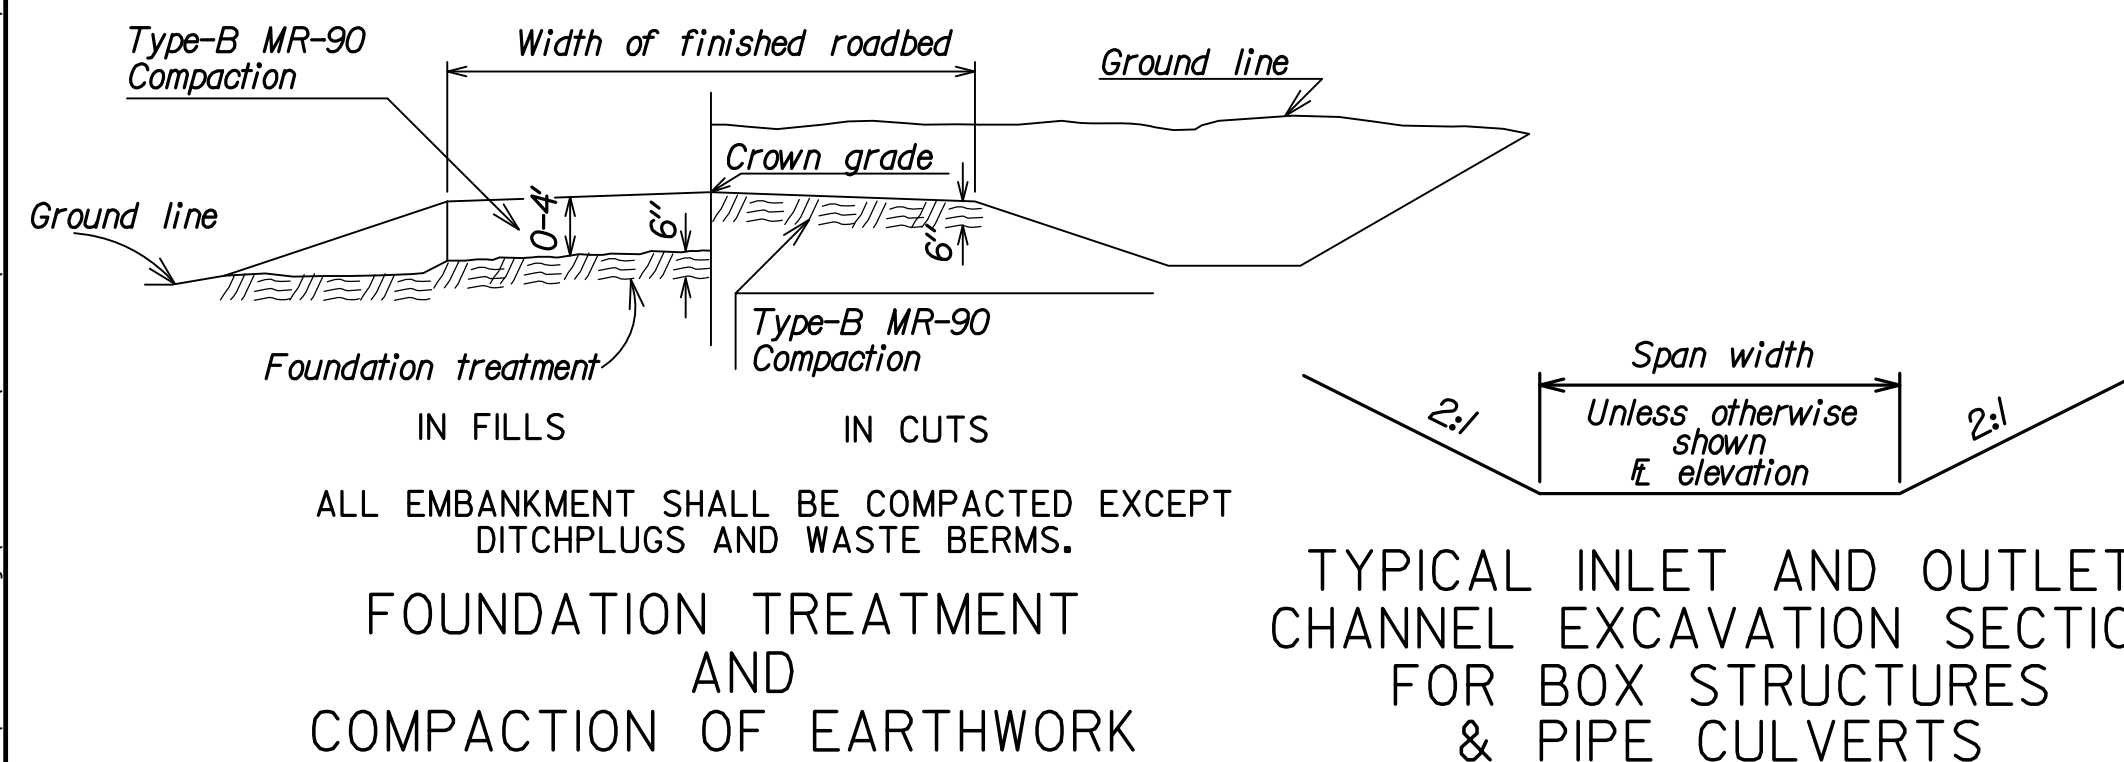 Type-B MR-90
Compaction
Width of finished roadbed
Ground line
Crown grade
Ground line
0-4'
6"
6"
Type-B MR-90
Compaction
Foundation treatment
IN FILLS
IN CUTS
ALL EMBANKMENT SHALL BE COMPACTED EXCEPT
DITCHPLUGS AND WASTE BERMS.
FOUNDATION TREATMENT
AND
COMPACTION OF EARTHWORK
Span width
2:1
Unless otherwise
shown
elevation
2:1
TYPICAL INLET AND OUTLET
CHANNEL EXCAVATION SECTIO
FOR BOX STRUCTURES
& PIPE CULVERTS